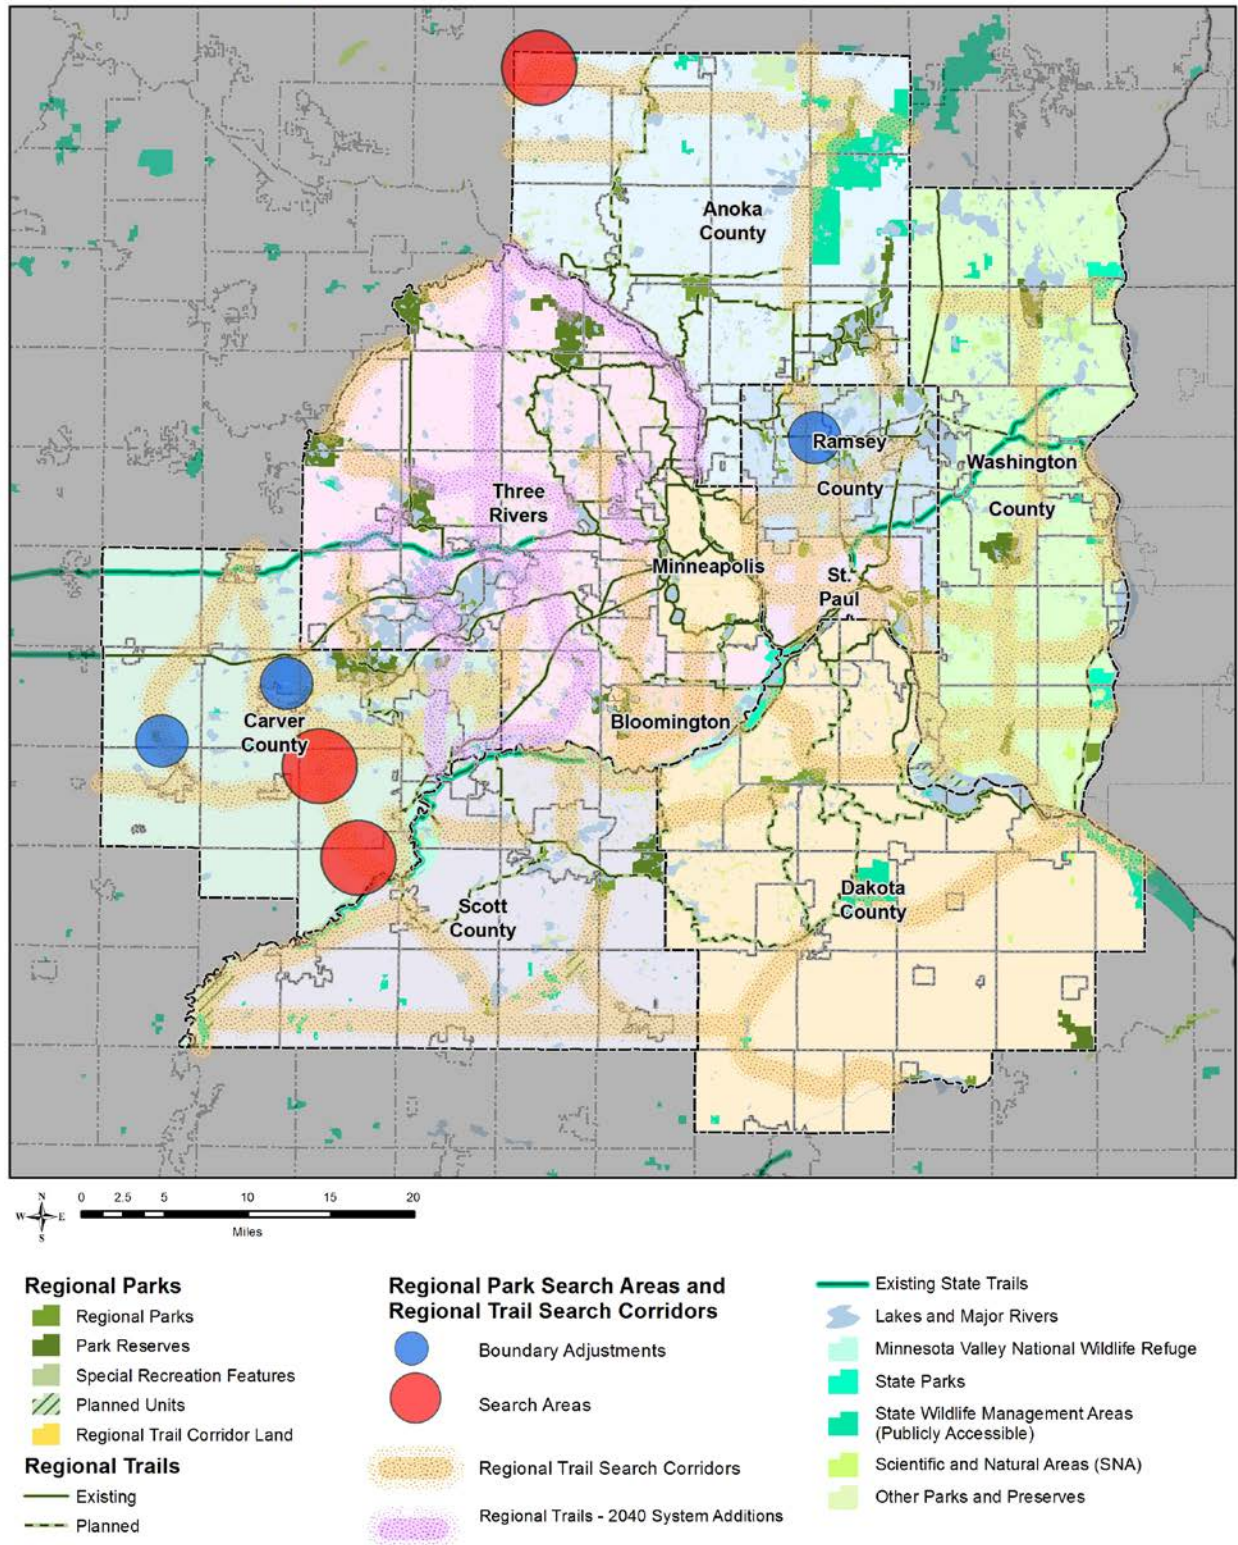 Anoka
County
Ramsey
County
Washington
County
Three
Rivers
Minneapolis
St.
Paul
Bloomington
Carver
County
Dakota
County
Scott
County
N
W E
S
0 2.5 5 10 15 20
Miles
Regional Parks
Regional Parks
Park Reserves
Special Recreation Features
Planned Units
Regional Trail Corridor Land
Regional Trails
Existing
Planned
Regional Park Search Areas and
Regional Trail Search Corridors
Boundary Adjustments
Search Areas
Regional Trail Search Corridors
Regional Trails - 2040 System Additions
Existing State Trails
Lakes and Major Rivers
Minnesota Valley National Wildlife Refuge
State Parks
State Wildlife Management Areas
(Publicly Accessible)
Scientific and Natural Areas (SNA)
Other Parks and Preserves